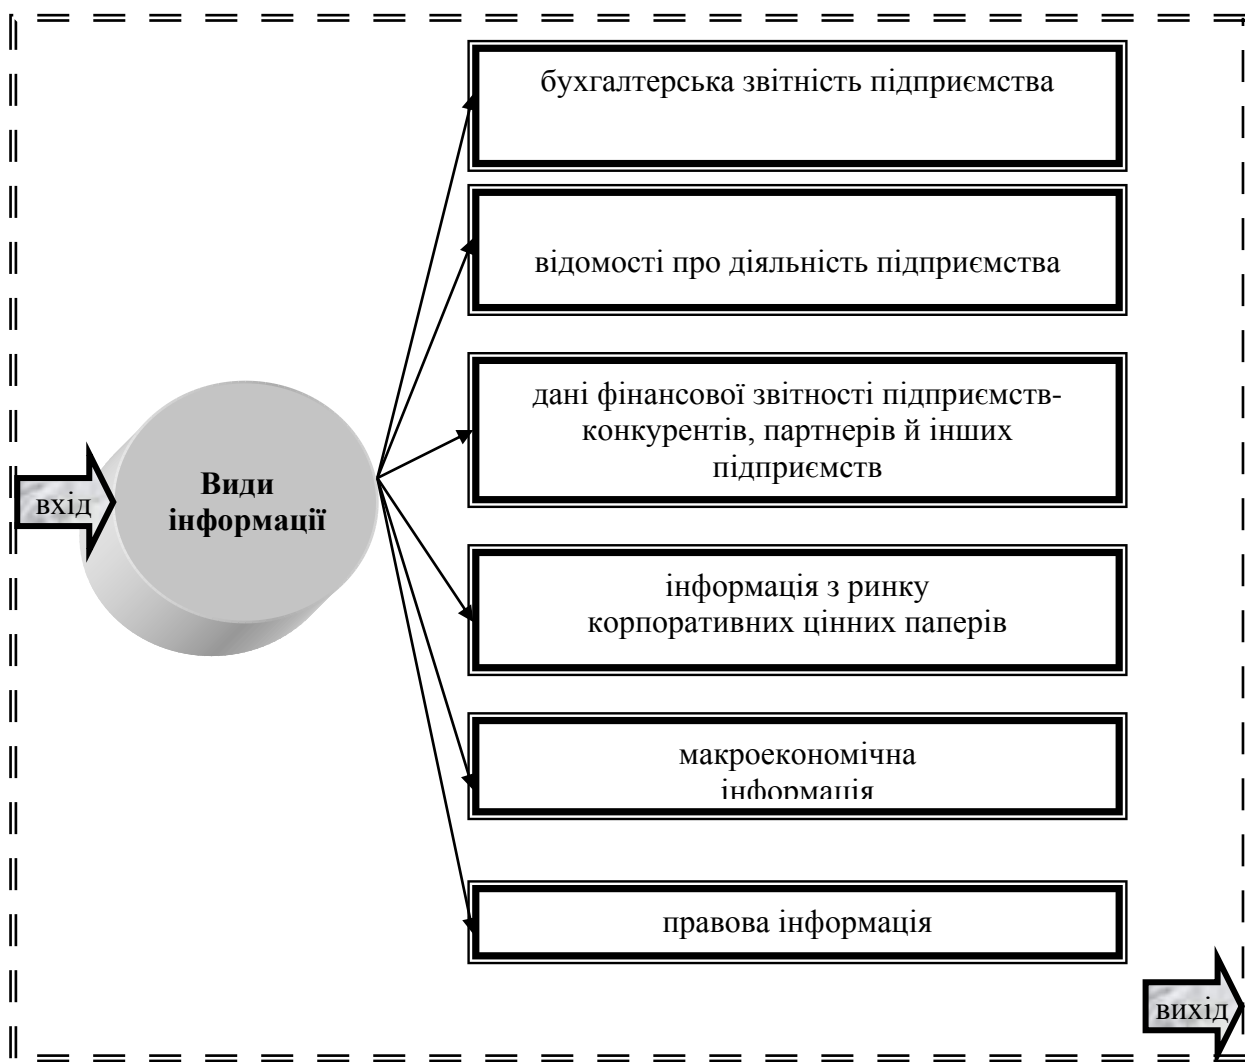 бухгалтерська звітність підприємства
відомості про діяльність підприємства
дані фінансової звітності підприємств-
конкурентів, партнерів й інших
підприємств
вхід
Види
інформації
інформація з ринку
корпоративних цінних паперів
макроекономічна
інформація
правова інформація
вихід